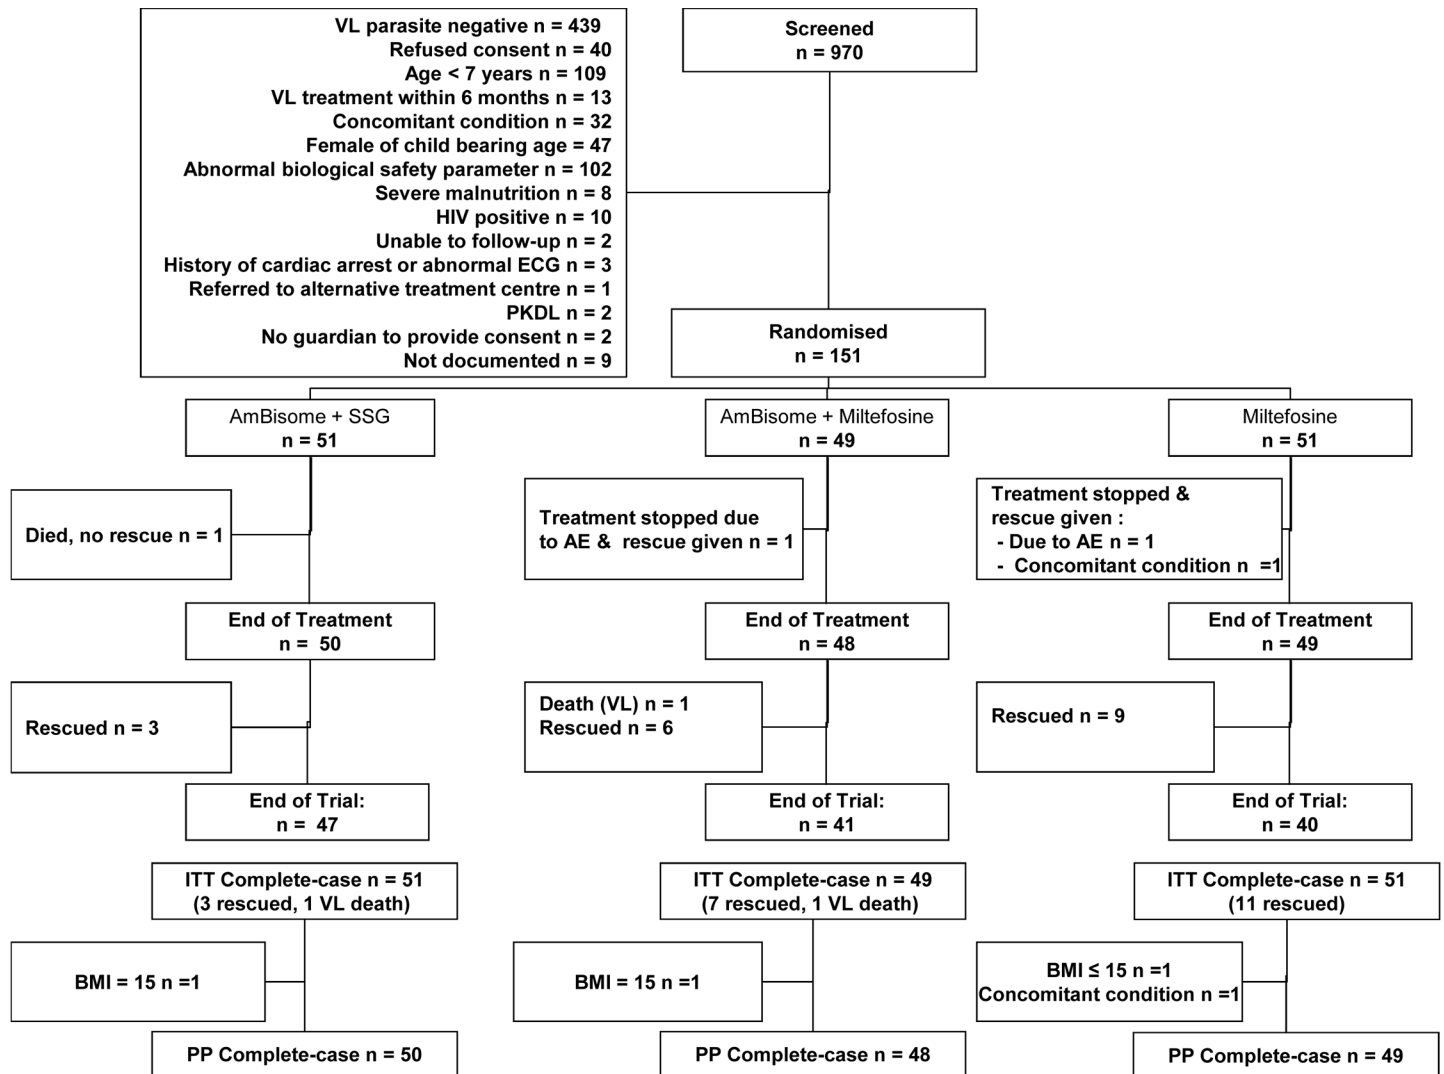 VL parasite negative n = 439
Refused consent n = 40
Age < 7 years n = 109
VL treatment within 6 months n = 13
Concomitant condition n = 32
Female of child bearing age = 47
Abnormal biological safety parameter n = 102
Severe malnutrition n = 8
HIV positive n = 10
Unable to follow-up n = 2
History of cardiac arrest or abnormal ECG n = 3
Referred to alternative treatment centre n = 1
PKDL n = 2
No guardian to provide consent n = 2
Not documented n = 9
Screened
n = 970
Randomised
n = 151
AmBisome + SSG
n = 51
AmBisome + Miltefosine
n = 49
Miltefosine
n = 51
Died, no rescue n = 1
Treatment stopped due
to AE & rescue given n = 1
Treatment stopped &
rescue given :
- Due to AE n = 1
- Concomitant condition n =1
End of Treatment
n = 50
End of Treatment
n = 48
End of Treatment
n = 49
Rescued n = 3
Death (VL) n = 1
Rescued n = 6
Rescued n = 9
End of Trial:
n = 47
End of Trial:
n = 41
End of Trial:
n = 40
ITT Complete-case n = 51
(3 rescued, 1 VL death)
ITT Complete-case n = 49
(7 rescued, 1 VL death)
ITT Complete-case n = 51
(11 rescued)
BMI = 15 n =1
BMI = 15 n =1
BMI ≤ 15 n =1
Concomitant condition n =1
PP Complete-case n = 50
PP Complete-case n = 48
PP Complete-case n = 49